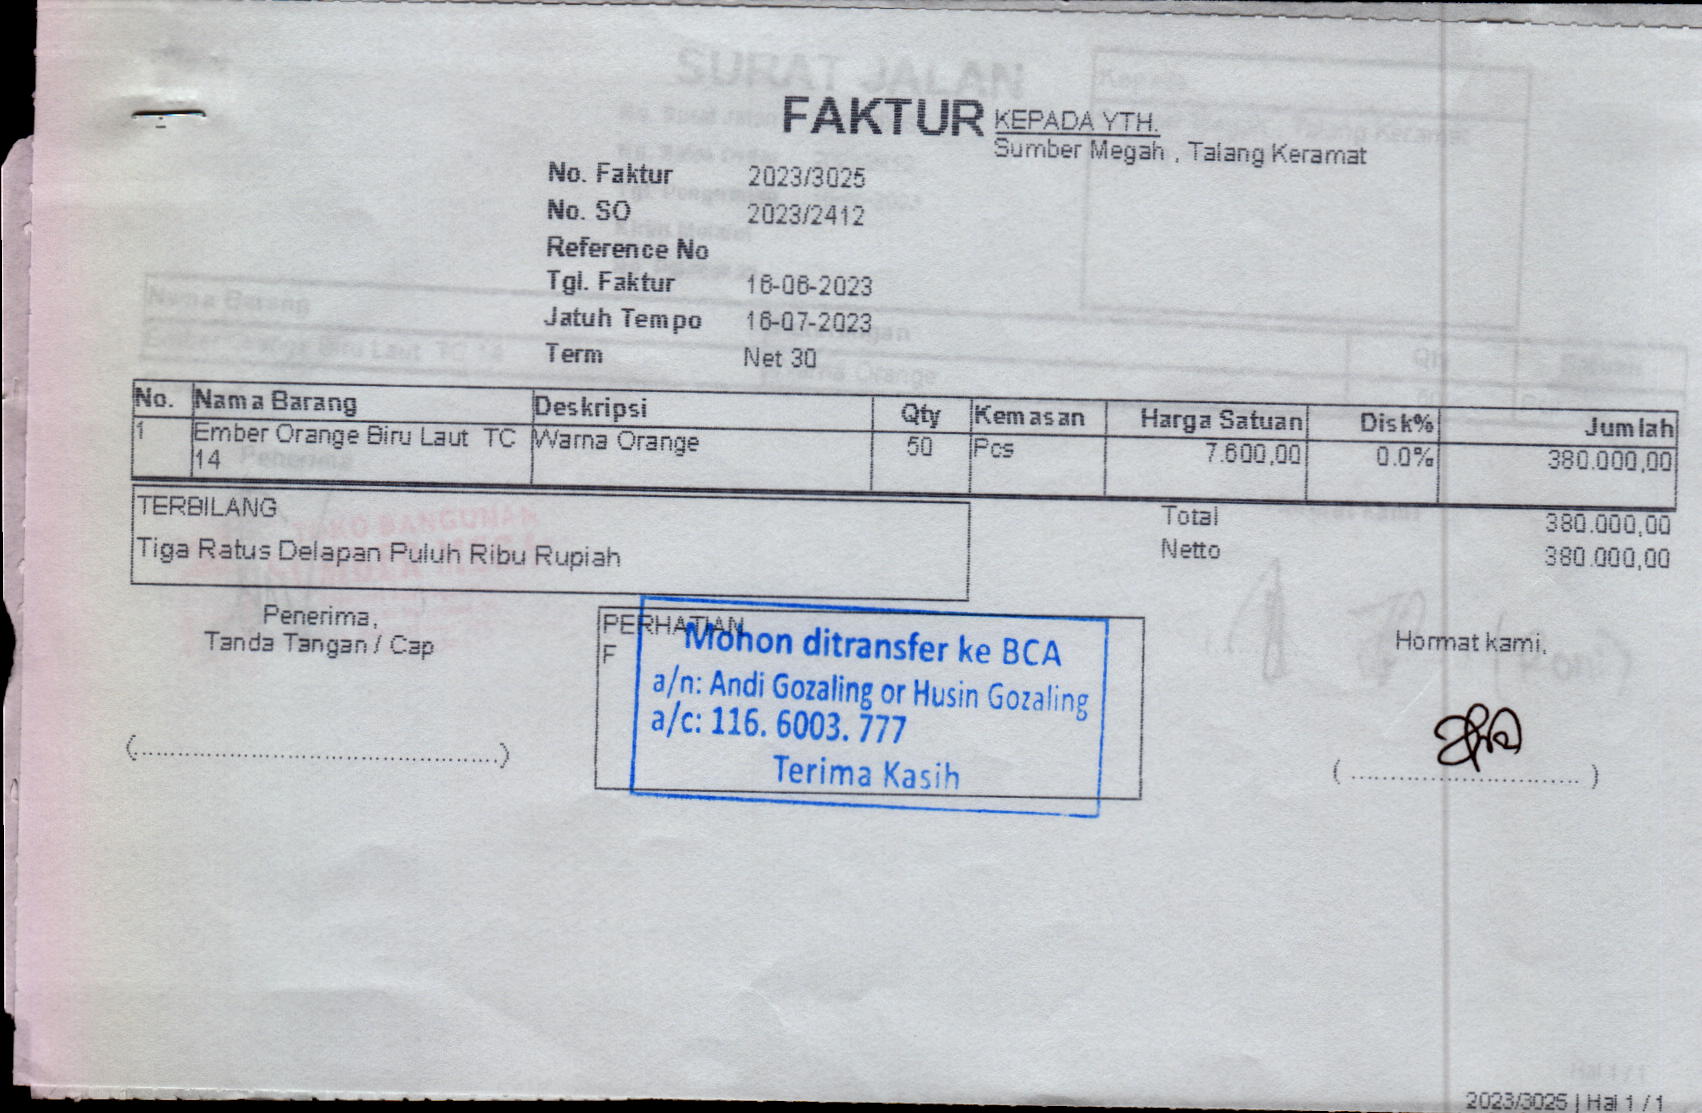 FAKTUR
KEPADA YTH.
Sumber Megah , Talang Keramat
No. Faktur 2023/3025
No. SO 2023/2412
Reference No
Tgl. Faktur 16-06-2023
Jatuh Tempo 16-07-2023
Term Net 30
No. Nama Barang Deskripsi Qty Kemasan Harga Satuan Disk% Jumlah
1 Ember Orange Biru Laut TC Warna Orange 50 Pcs 7.600,00 0.0% 380.000,00
14
TERBILANG
Tiga Ratus Delapan Puluh Ribu Rupiah
Total 380.000,00
Netto 380.000,00
Penerima,
Tanda Tangan / Cap
(............................................)
PERHATIAN
F
Mohon ditransfer ke BCA
a/n: Andi Gozaling or Husin Gozaling
a/c: 116. 6003. 777
Terima Kasih
Hormat kami,
( ............................ )
2023/3025 | Hal 1 / 1